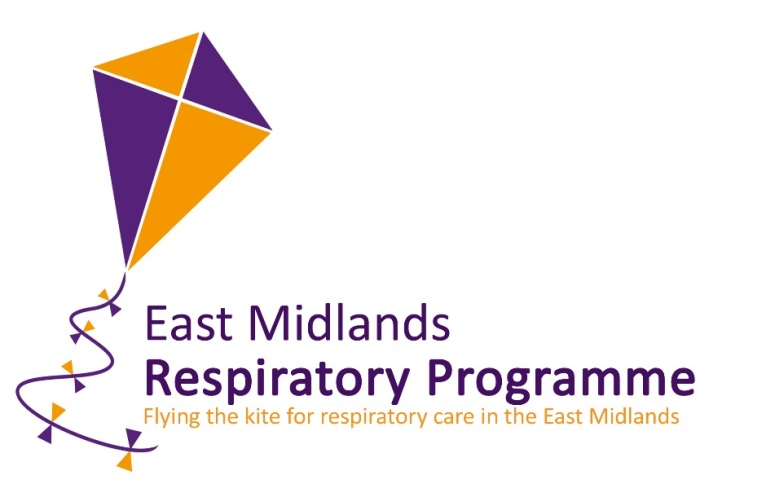 East Midlands
Respiratory Programme
Flying the kite for respiratory care in the East Midlands